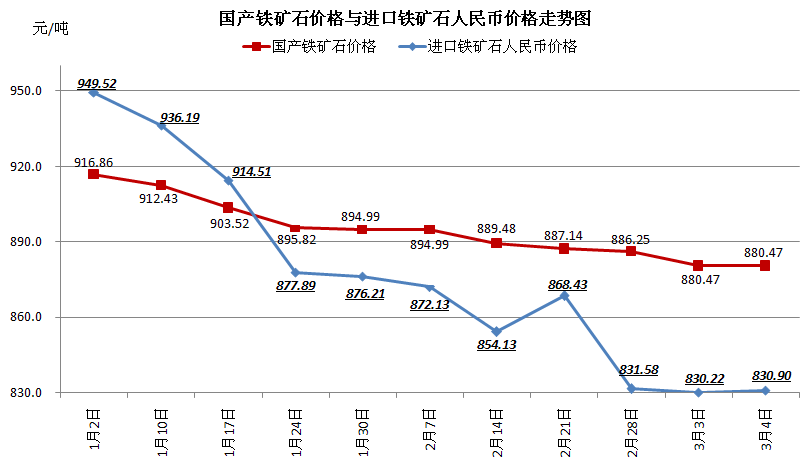 国产铁矿石价格与进口铁矿石人民币价格走势图
元/吨
国产铁矿石价格 进口铁矿石人民币价格
950.0
920.0
890.0
860.0
830.0
949.52 936.19 914.51 877.89 876.21 872.13 854.13 868.43 831.58 830.22 830.90
916.86 912.43 903.52 895.82 894.99 894.99 889.48 887.14 886.25 880.47 880.47
1月2日 1月10日 1月17日 1月24日 1月30日 2月7日 2月14日 2月21日 2月28日 3月3日 3月4日